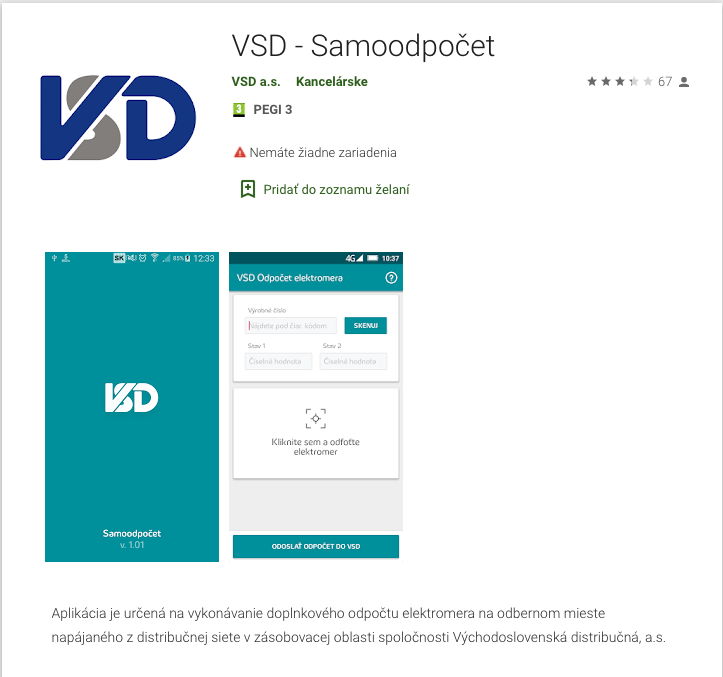 VSD - Samoodpočet
VSD
VSD a.s. Kancelárske
67
3 PEGI 3
Nemáte žiadne zariadenia
Pridať do zoznamu želaní
SK 85% 12:33
VSD
Samoodpočet
v. 1.01
4G 10:37
VSD Odpočet elektromera
Výrobné číslo
Nájdete pod čiar. kódom
SKENUJ
Stav 1 Stav 2
Číselná hodnota Číselná hodnota
Kliknite sem a odfoťte
elektromer
ODOSLAŤ ODPOČET DO VSD
Aplikácia je určená na vykonávanie doplnkového odpočtu elektromera na odbernom mieste
napájaného z distribučnej siete v zásobovacej oblasti spoločnosti Východoslovenská distribučná, a.s.